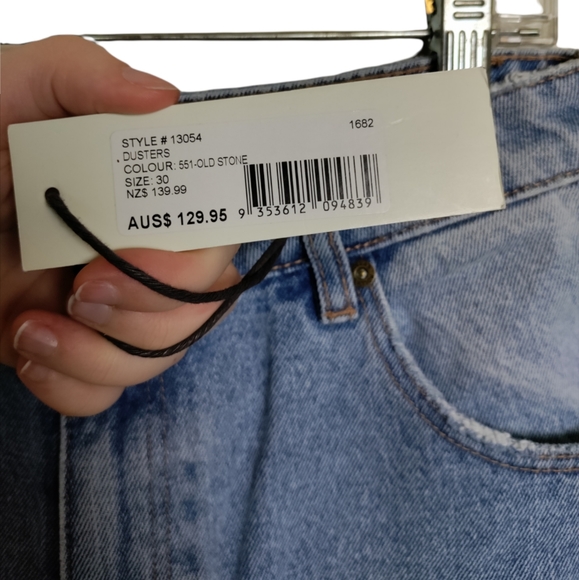 STYLE # 13054 1682
DUSTERS
COLOUR: 551-OLD STONE
SIZE: 30
NZ$ 139.99
AUS$ 129.95
9 353612 094839